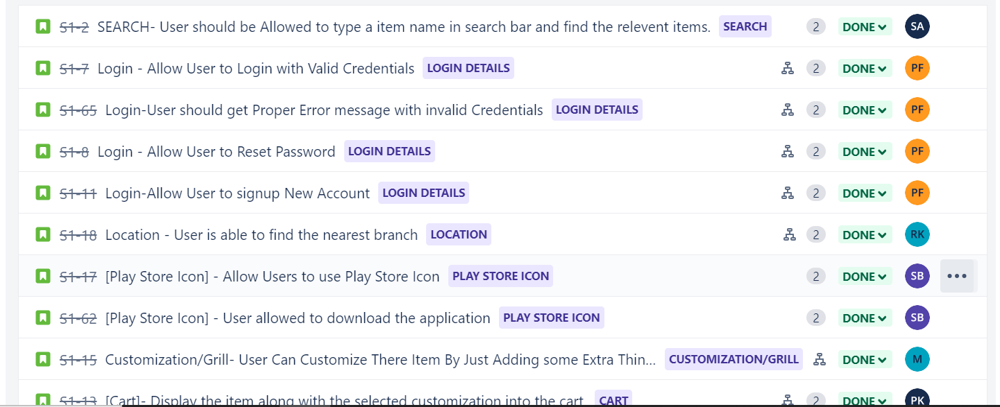 S1-2 SEARCH- User should be Allowed to type a item name in search bar and find the relevent items. SEARCH 2 DONE SA
S1-7 Login - Allow User to Login with Valid Credentials LOGIN DETAILS 2 DONE PF
S1-65 Login-User should get Proper Error message with invalid Credentials LOGIN DETAILS 2 DONE PF
S1-8 Login - Allow User to Reset Password LOGIN DETAILS 2 DONE PF
S1-11 Login-Allow User to signup New Account LOGIN DETAILS 2 DONE PF
S1-18 Location - User is able to find the nearest branch LOCATION 2 DONE RK
S1-17 [Play Store Icon] - Allow Users to use Play Store Icon PLAY STORE ICON 2 DONE SB
S1-62 [Play Store Icon] - User allowed to download the application PLAY STORE ICON 2 DONE SB
S1-15 Customization/Grill- User Can Customize There Item By Just Adding some Extra Thin... CUSTOMIZATION/GRILL DONE M
S1-13 [Cart]- Display the item along with the selected customization into the cart CART 2 DONE PK